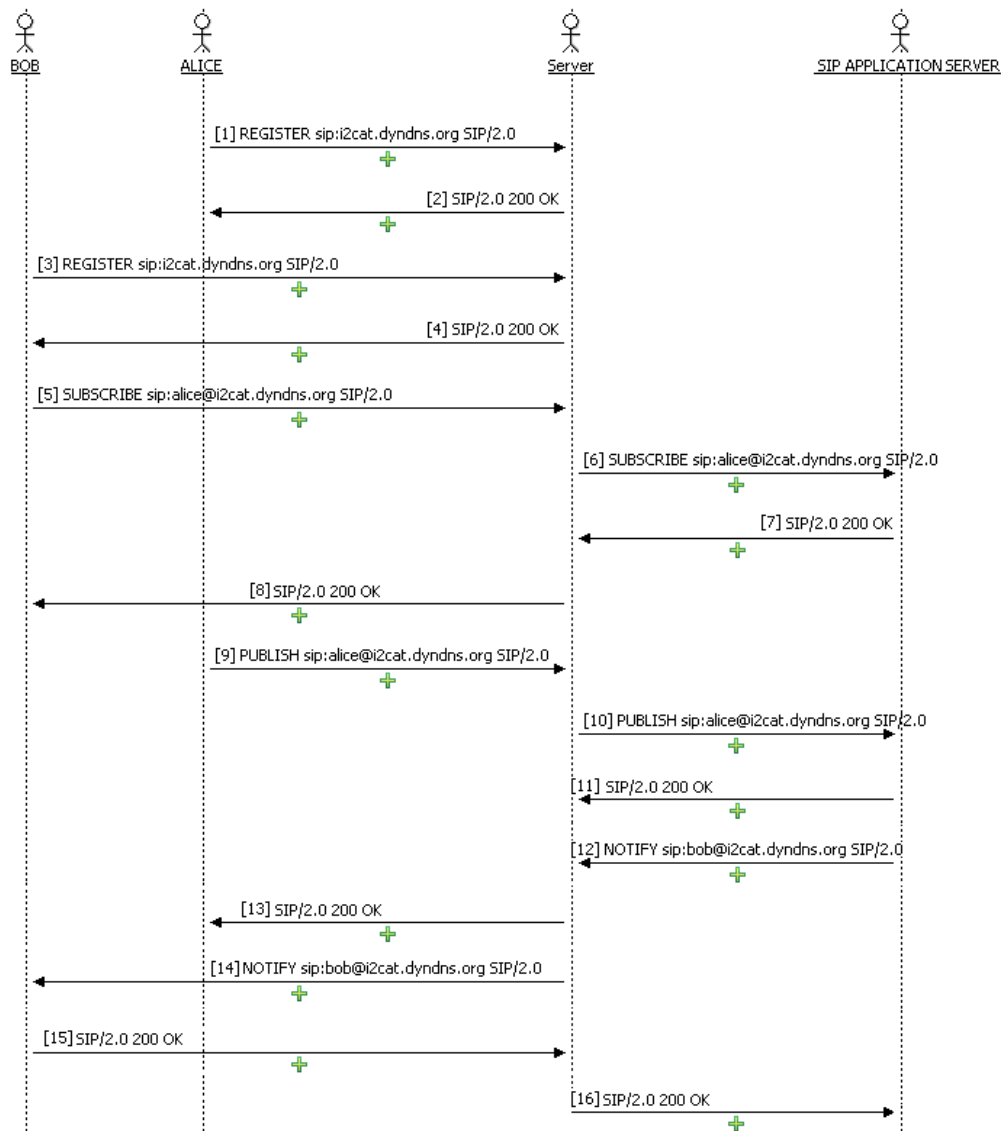 BOB ALICE Server SIP APPLICATION SERVER
[1] REGISTER sip:i2cat.dyndns.org SIP/2.0
[2] SIP/2.0 200 OK
[3] REGISTER sip:i2cat.dyndns.org SIP/2.0
[4] SIP/2.0 200 OK
[5] SUBSCRIBE sip:alice@i2cat.dyndns.org SIP/2.0
[6] SUBSCRIBE sip:alice@i2cat.dyndns.org SIP/2.0
[7] SIP/2.0 200 OK
[8] SIP/2.0 200 OK
[9] PUBLISH sip:alice@i2cat.dyndns.org SIP/2.0
[10] PUBLISH sip:alice@i2cat.dyndns.org SIP/2.0
[11] SIP/2.0 200 OK
[12] NOTIFY sip:bob@i2cat.dyndns.org SIP/2.0
[13] SIP/2.0 200 OK
[14] NOTIFY sip:bob@i2cat.dyndns.org SIP/2.0
[15] SIP/2.0 200 OK
[16] SIP/2.0 200 OK